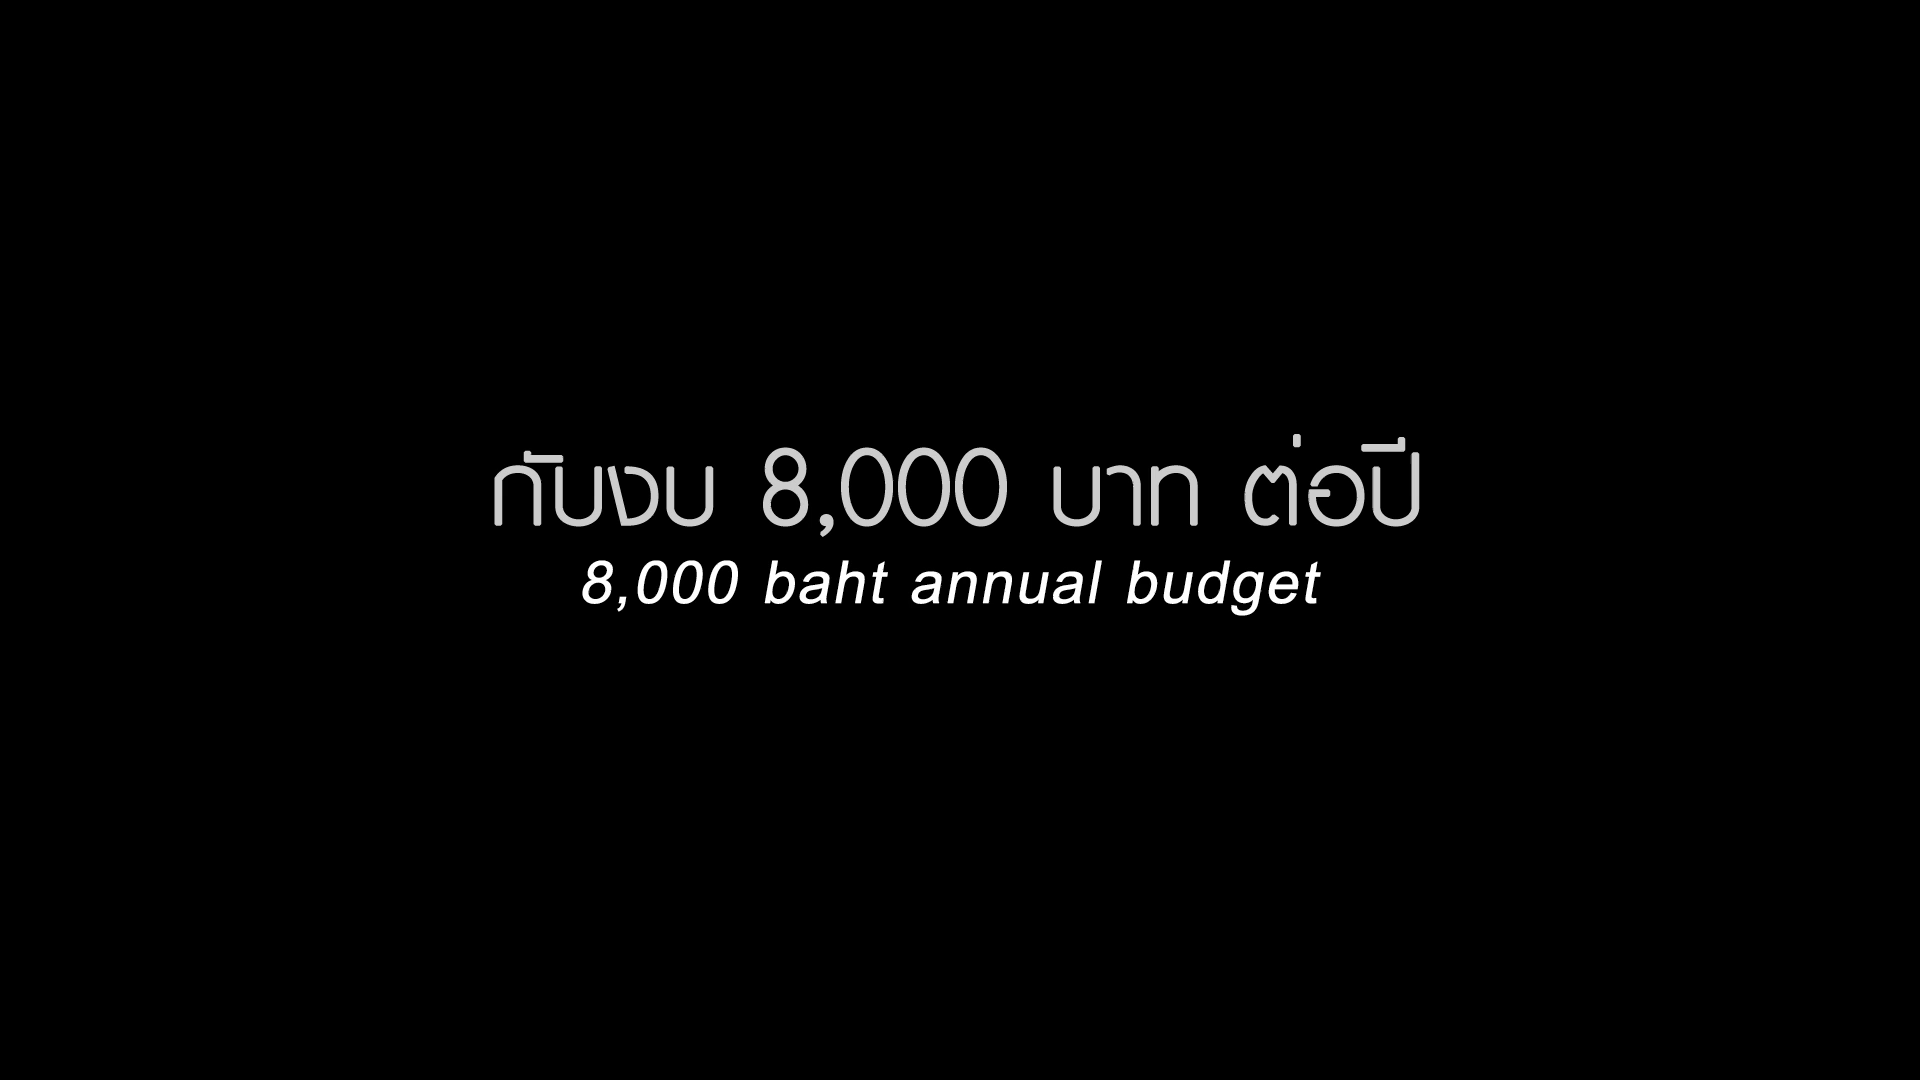 กับงบ 8,000 บาท ต่อปี
8,000 baht annual budget